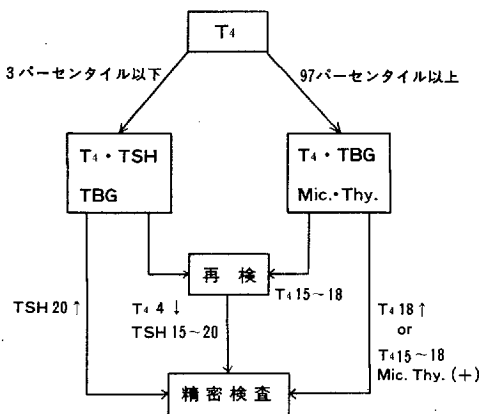 T₄
3パーセンタイル以下
97パーセンタイル以上
T₄・TSH
TBG
T₄・TBG
Mic.・Thy.
再検
TSH 20↑
T₄ 4↓
TSH 15~20
T₄ 15~18
T₄ 18↑
or
T₄ 15~18
Mic. Thy. (+)
精密検査